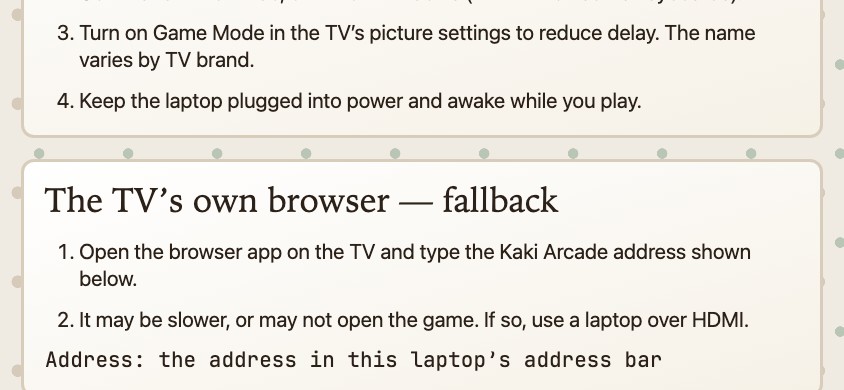 3. Turn on Game Mode in the TV’s picture settings to reduce delay. The name
varies by TV brand.
4. Keep the laptop plugged into power and awake while you play.
The TV’s own browser — fallback
1. Open the browser app on the TV and type the Kaki Arcade address shown
below.
2. It may be slower, or may not open the game. If so, use a laptop over HDMI.
Address: the address in this laptop’s address bar